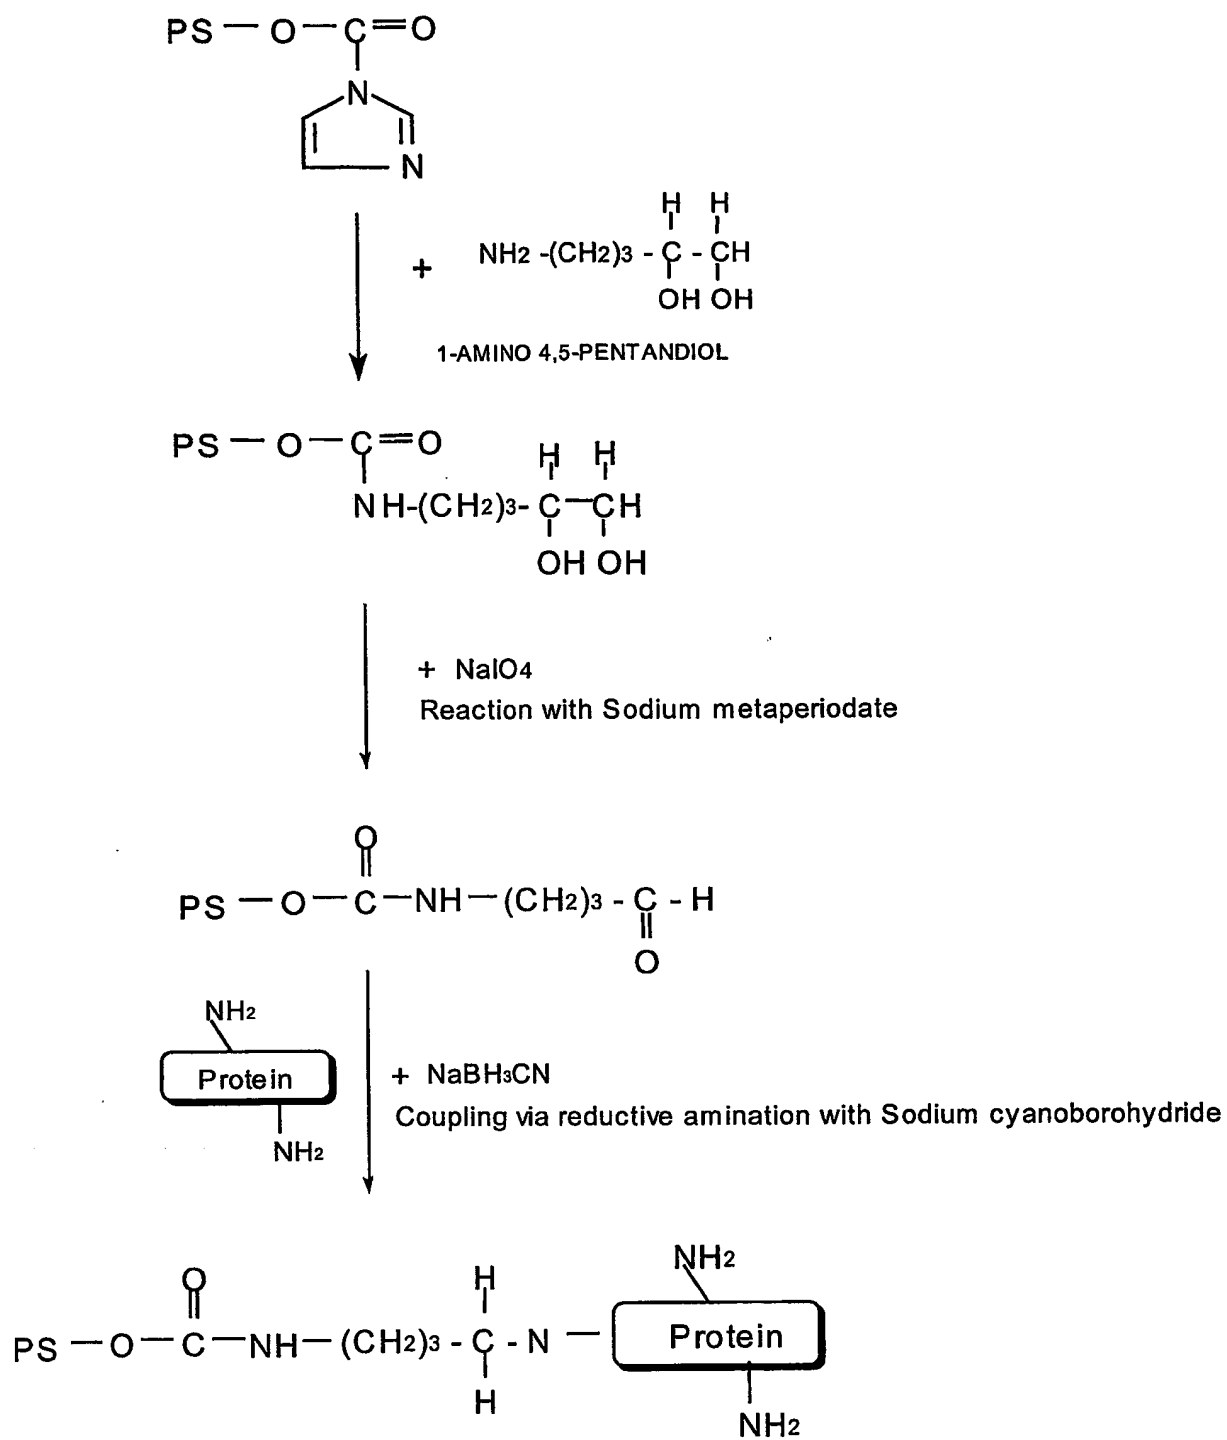 PS — O — C = O
N
N
H H
+ NH2 -(CH2)3 - C - CH
OH OH
1-AMINO 4,5-PENTANDIOL
PS — O — C = O
H H
NH-(CH2)3- C — CH
OH OH
+ NaIO4
Reaction with Sodium metaperiodate
O
PS — O — C — NH — (CH2)3 - C - H
O
NH2
Protein
+ NaBH3CN
Coupling via reductive amination with Sodium cyanoborohydride
NH2
NH2
O H
PS — O — C — NH — (CH2)3 - C - N — Protein
H
NH2